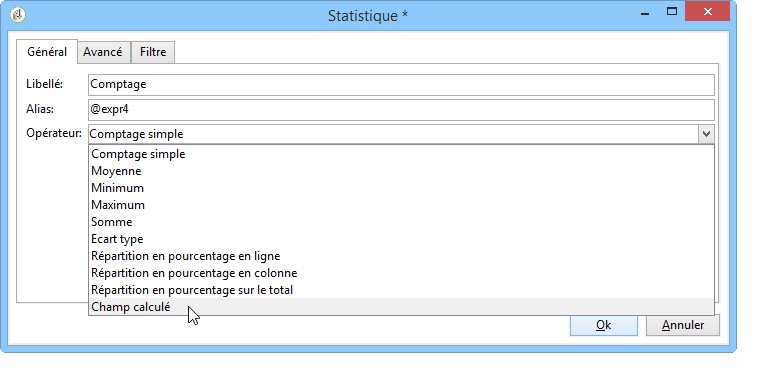 Statistique *
Général Avancé Filtre
Libellé: Comptage
Alias: @expr4
Opérateur: Comptage simple
Comptage simple
Moyenne
Minimum
Maximum
Somme
Ecart type
Répartition en pourcentage en ligne
Répartition en pourcentage en colonne
Répartition en pourcentage sur le total
Champ calculé
Ok Annuler